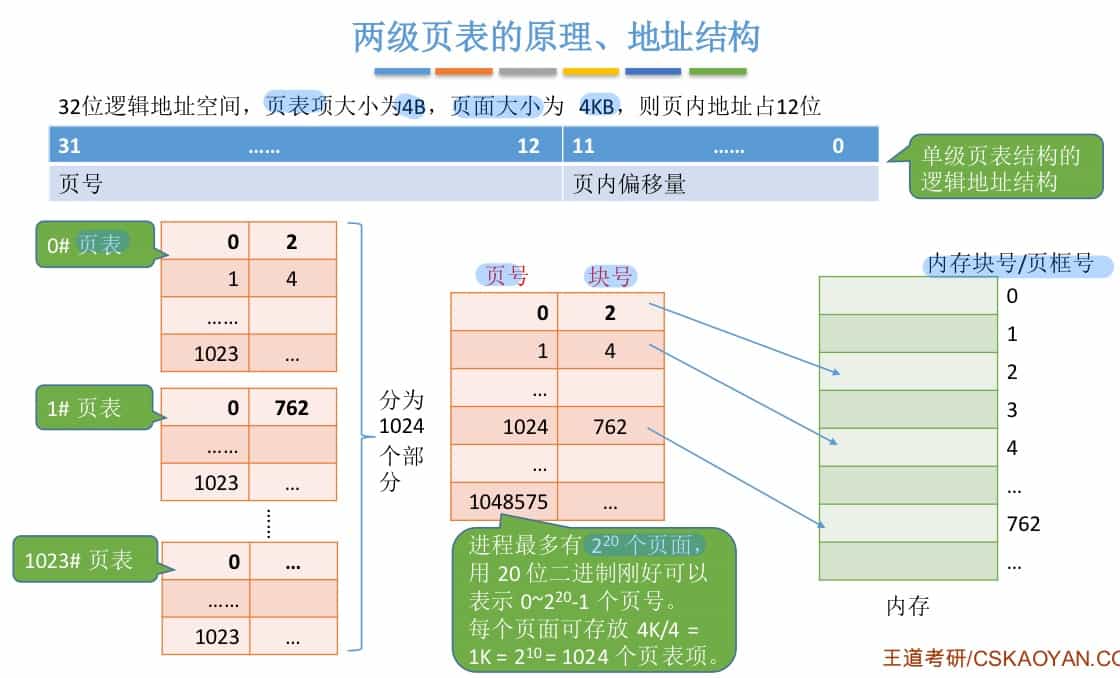 两级页表的原理、地址结构
32位逻辑地址空间，页表项大小为4B，页面大小为 4KB，则页内地址占12位
31 …… 12 11 …… 0
页号 页内偏移量
单级页表结构的
逻辑地址结构
0# 页表
0 2
1 4
……
1023 …
1# 页表
0 762
……
1023 …
1023# 页表
0 …
……
1023 …
分为
1024
个部
分
页号 块号
0 2
1 4
…
1024 762
…
1048575 …
进程最多有 2²⁰ 个页面，
用 20 位二进制刚好可以
表示 0~2²⁰-1 个页号。
每个页面可存放 4K/4 =
1K = 2¹⁰ = 1024 个页表项。
内存块号/页框号
0
1
2
3
4
…
762
…
内存
王道考研/CSKAOYAN.CO